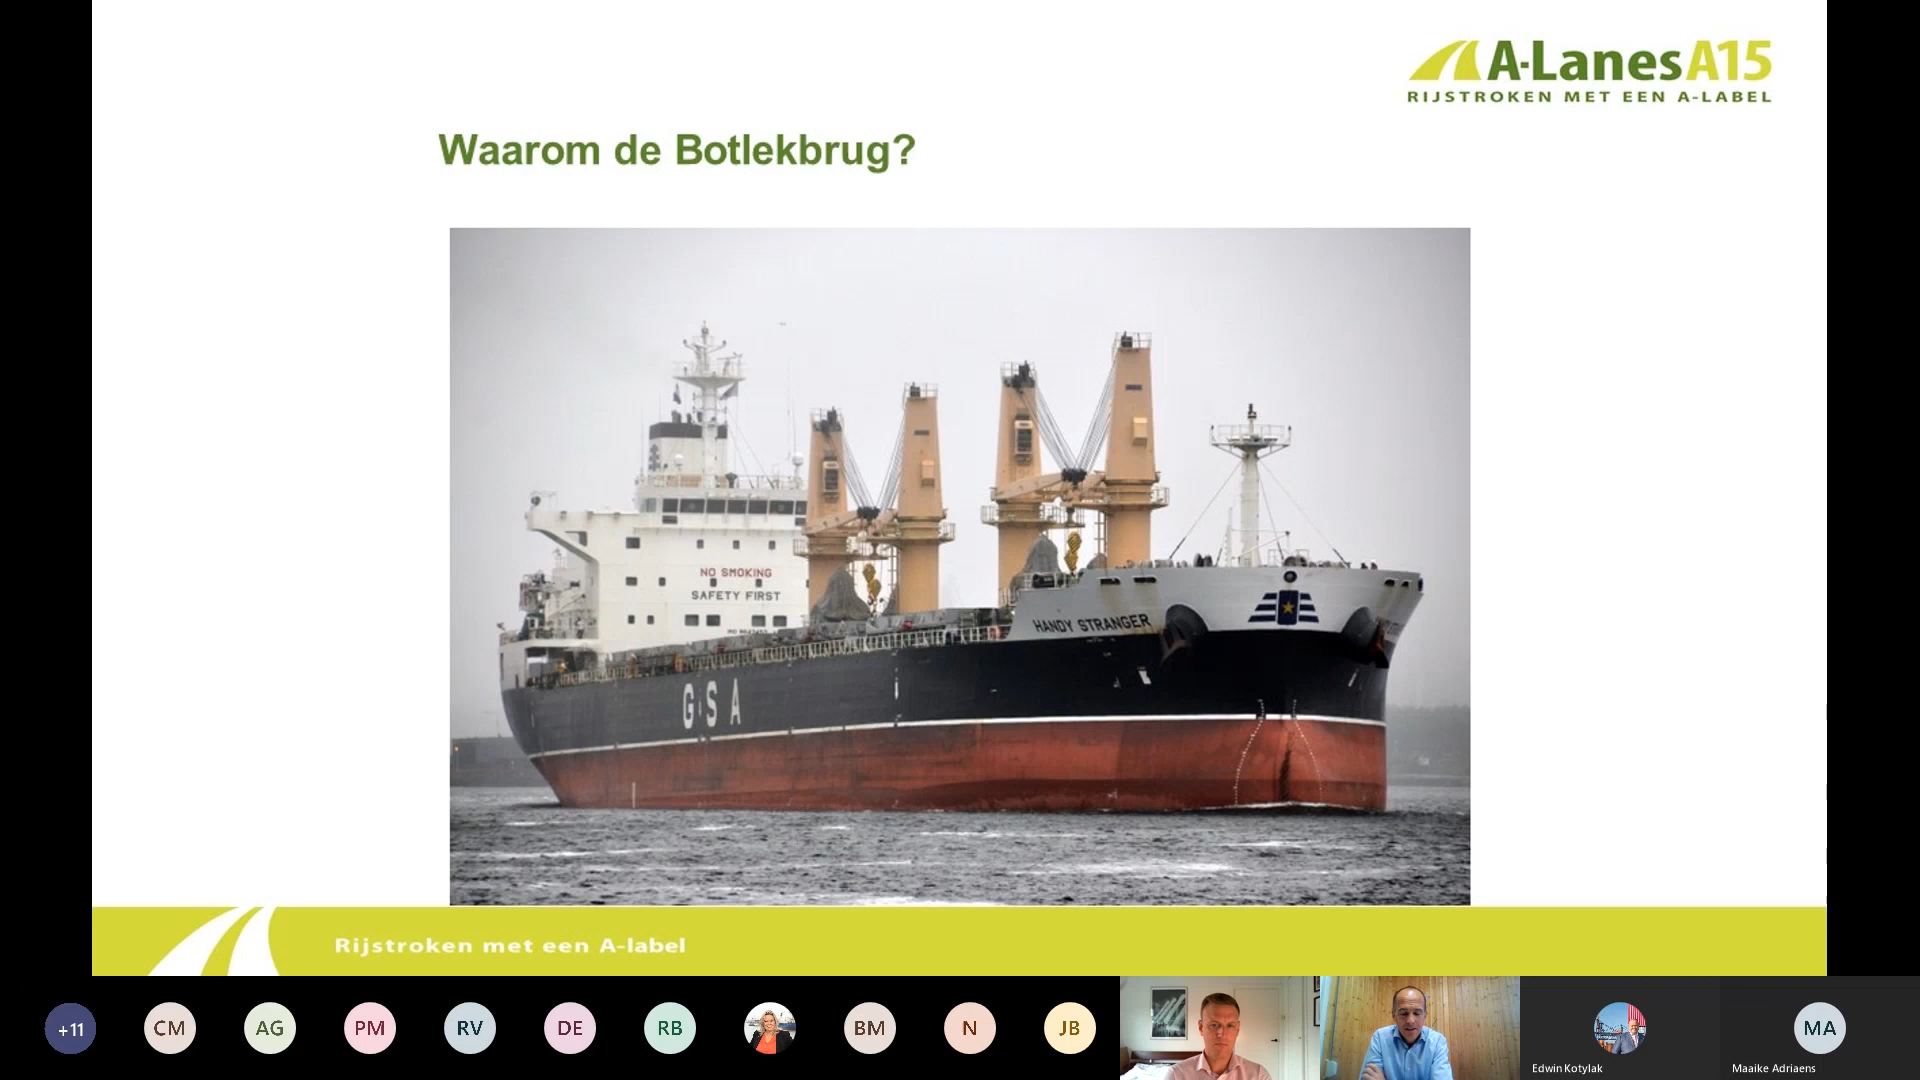 A-LanesA15
RIJSTROKEN MET EEN A-LABEL
Waarom de Botlekbrug?
NO SMOKING
SAFETY FIRST
HANDY STRANGER
GSA
Rijstroken met een A-label
+11
CM
AG
PM
RV
DE
RB
BM
N
JB
Edwin Kotylak
MA
Maaike Adriaens